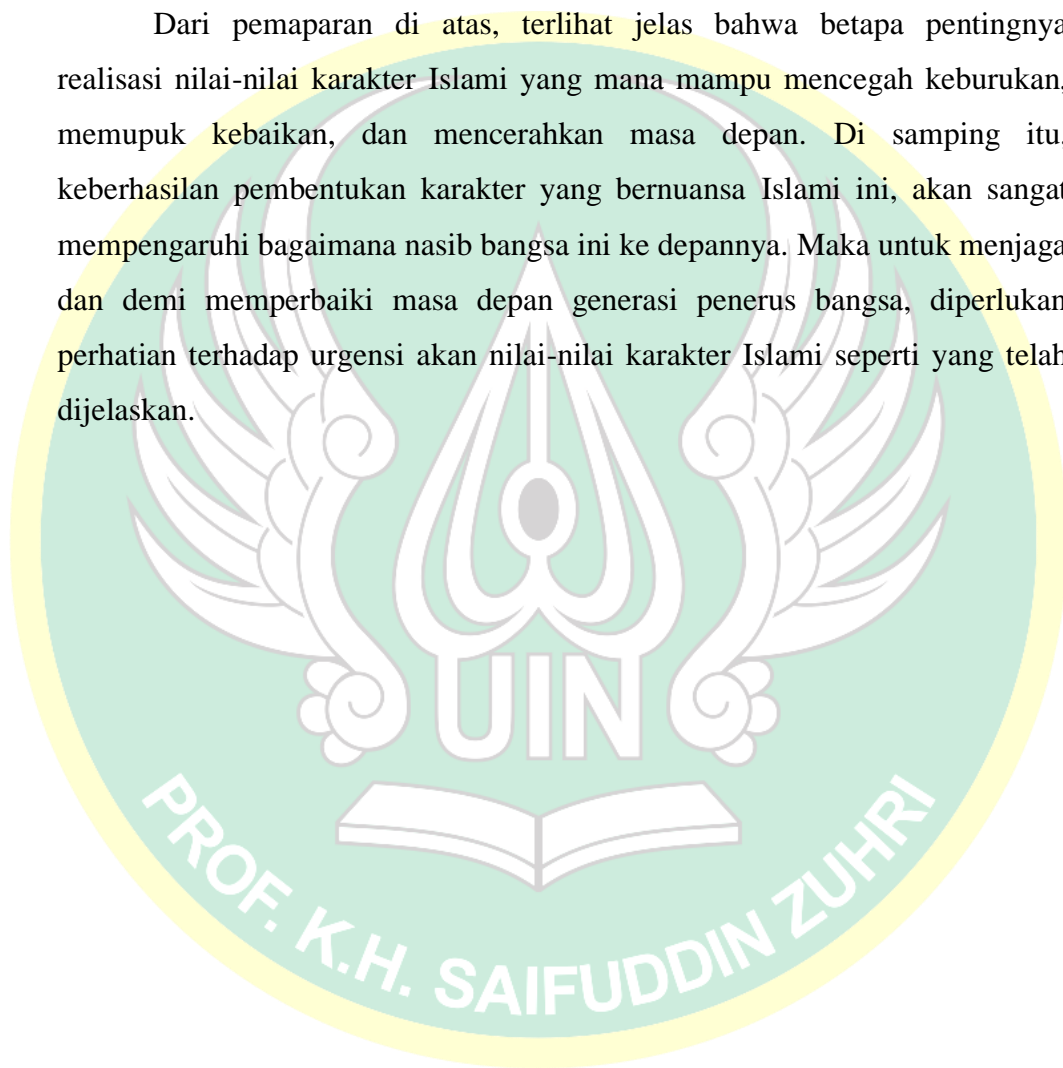 Dari pemaparan di atas, terlihat jelas bahwa betapa pentingnya
realisasi nilai-nilai karakter Islami yang mana mampu mencegah keburukan,
memupuk kebaikan, dan mencerahkan masa depan. Di samping itu,
keberhasilan pembentukan karakter yang bernuansa Islami ini, akan sangat
mempengaruhi bagaimana nasib bangsa ini ke depannya. Maka untuk menjaga
dan demi memperbaiki masa depan generasi penerus bangsa, diperlukan
perhatian terhadap urgensi akan nilai-nilai karakter Islami seperti yang telah
dijelaskan.
UIN
PROF. K.H. SAIFUDDIN ZUHRI